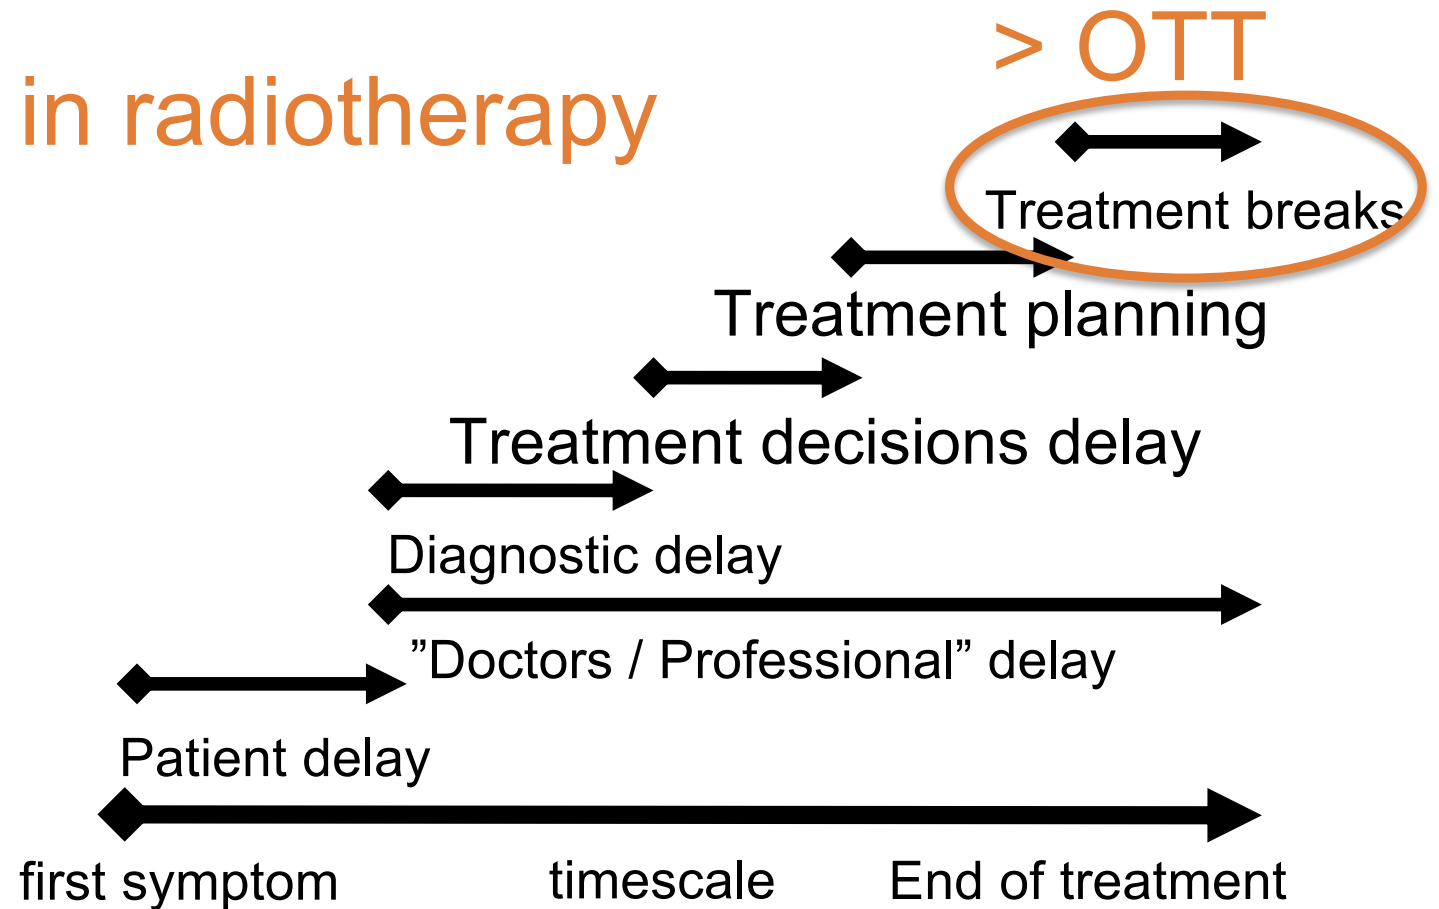 > OTT
in radiotherapy
Treatment breaks
Treatment planning
Treatment decisions delay
Diagnostic delay
”Doctors / Professional” delay
Patient delay
first symptom
timescale
End of treatment